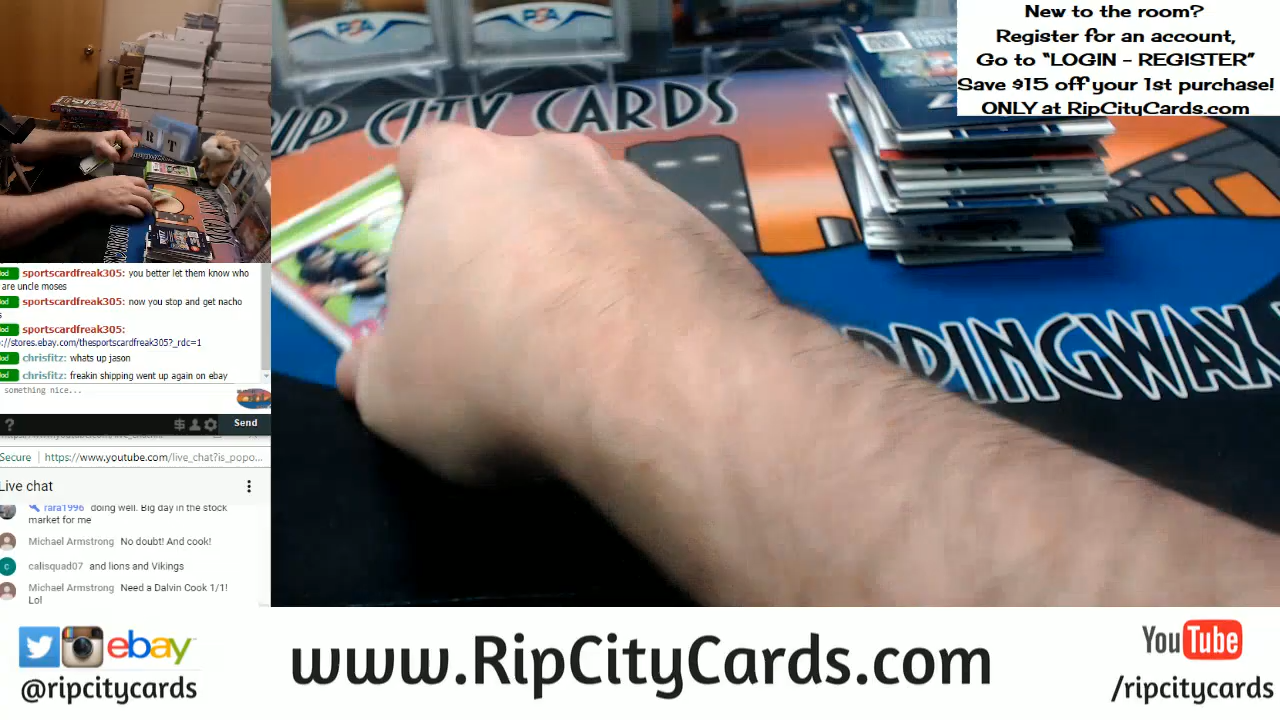 New to the room?
Register for an account,
Go to "LOGIN - REGISTER"
Save $15 off your 1st purchase!
ONLY at RipCityCards.com
PSA
PSA
RIP CITY CARDS
R
T
sportscardfreak305: you better let them know who
are uncle moses
sportscardfreak305: now you stop and get nacho
s
sportscardfreak305:
://stores.ebay.com/thesportscardfreak305?_rdc=1
chrisfitz: whats up jason
chrisfitz: freakin shipping went up again on ebay
something nice...
?
$
Send
Secure | https://www.youtube.com/live_chat?is_popo...
Live chat
rara1996 doing well. Big day in the stock
market for me
Michael Armstrong No doubt! And cook!
c calisquad07 and lions and Vikings
Michael Armstrong Need a Dalvin Cook 1/1!
Lol
PPINGWAX
ebay
@ripcitycards
www.RipCityCards.com
YouTube
/ripcitycards